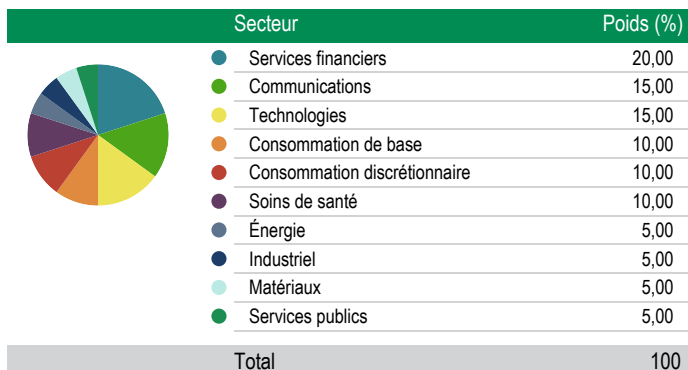 Secteur Poids (%)
Services financiers 20,00
Communications 15,00
Technologies 15,00
Consommation de base 10,00
Consommation discrétionnaire 10,00
Soins de santé 10,00
Énergie 5,00
Industriel 5,00
Matériaux 5,00
Services publics 5,00
Total 100